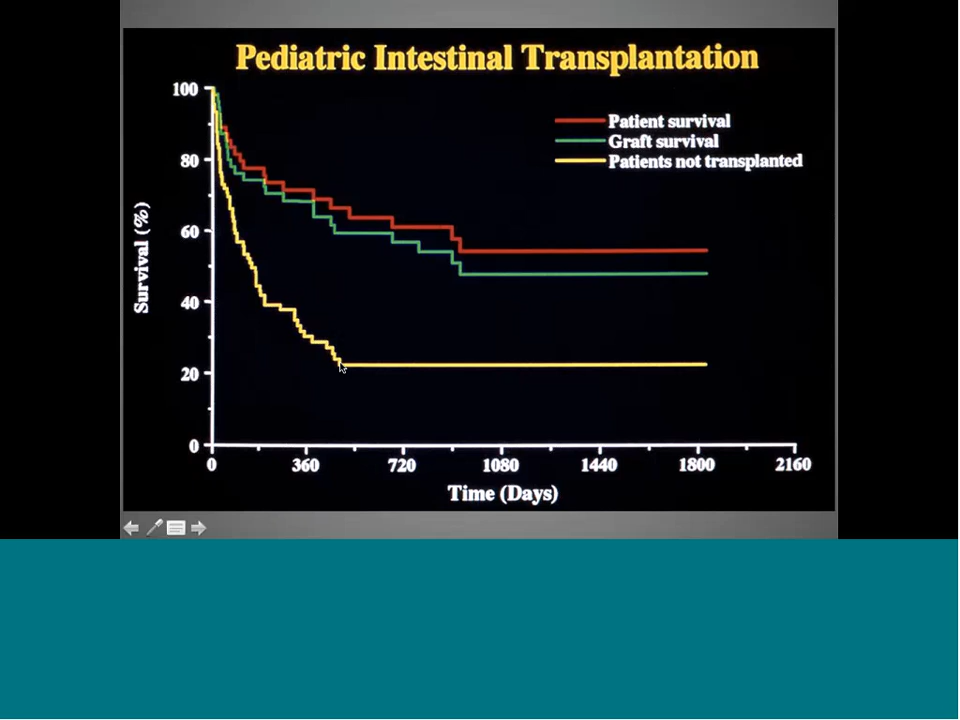 Pediatric Intestinal Transplantation
Patient survival
Graft survival
Patients not transplanted
Survival (%)
100
80
60
40
20
0
0 360 720 1080 1440 1800 2160
Time (Days)